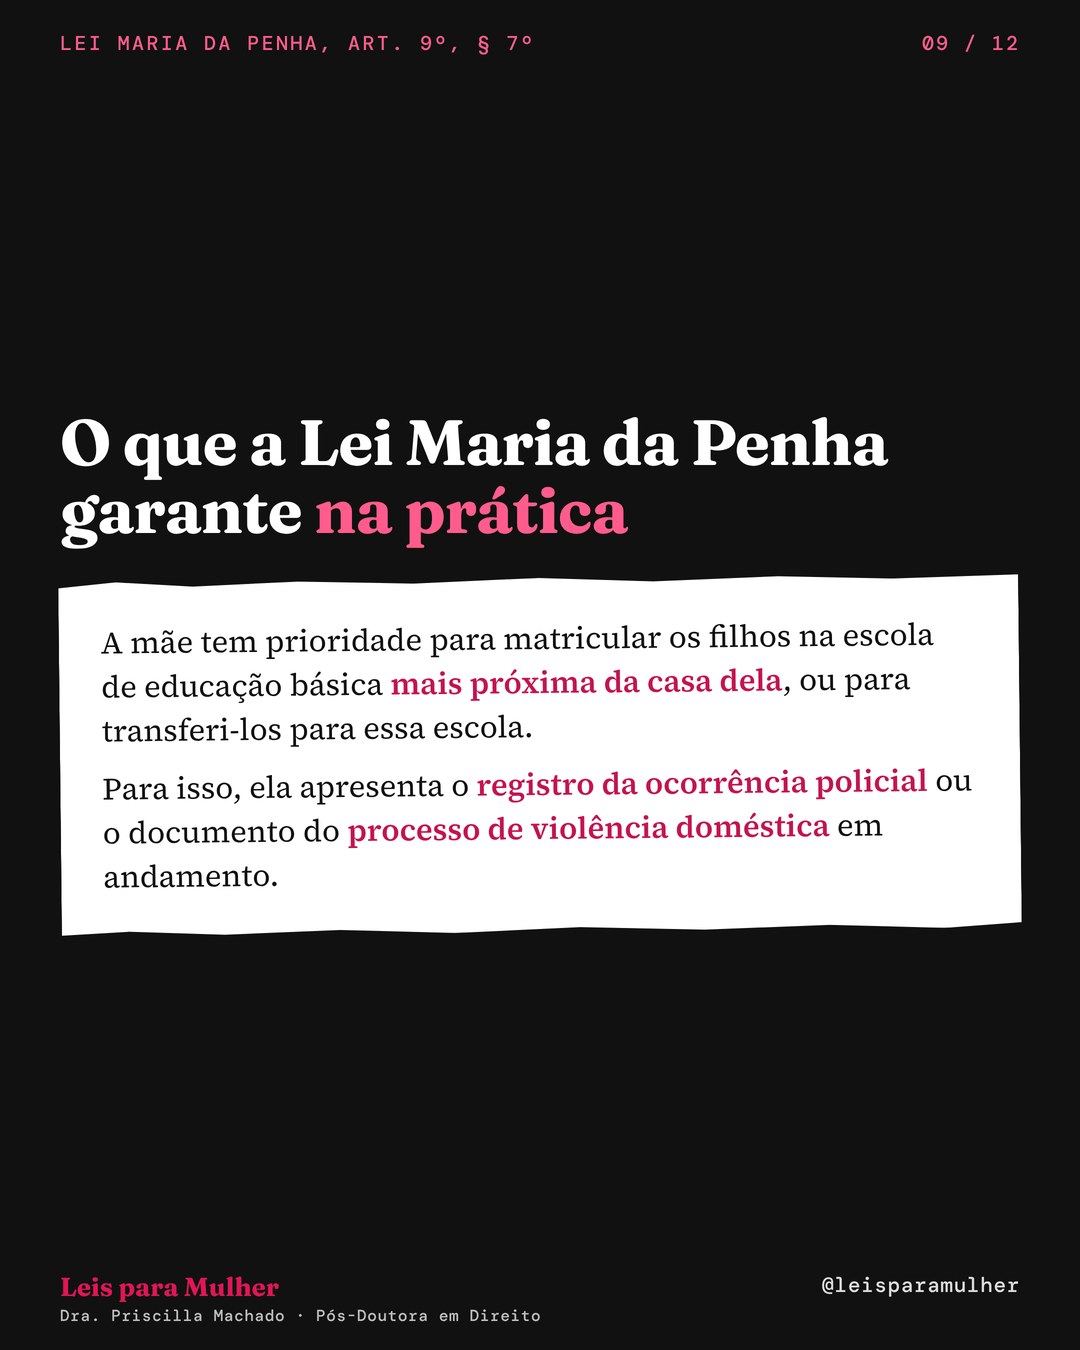 LEI MARIA DA PENHA, ART. 9º, § 7º
09 / 12
O que a Lei Maria da Penha
garante na prática
A mãe tem prioridade para matricular os filhos na escola
de educação básica mais próxima da casa dela, ou para
transferi-los para essa escola.
Para isso, ela apresenta o registro da ocorrência policial ou
o documento do processo de violência doméstica em
andamento.
Leis para Mulher
@leisparamulher
Dra. Priscilla Machado · Pós-Doutora em Direito